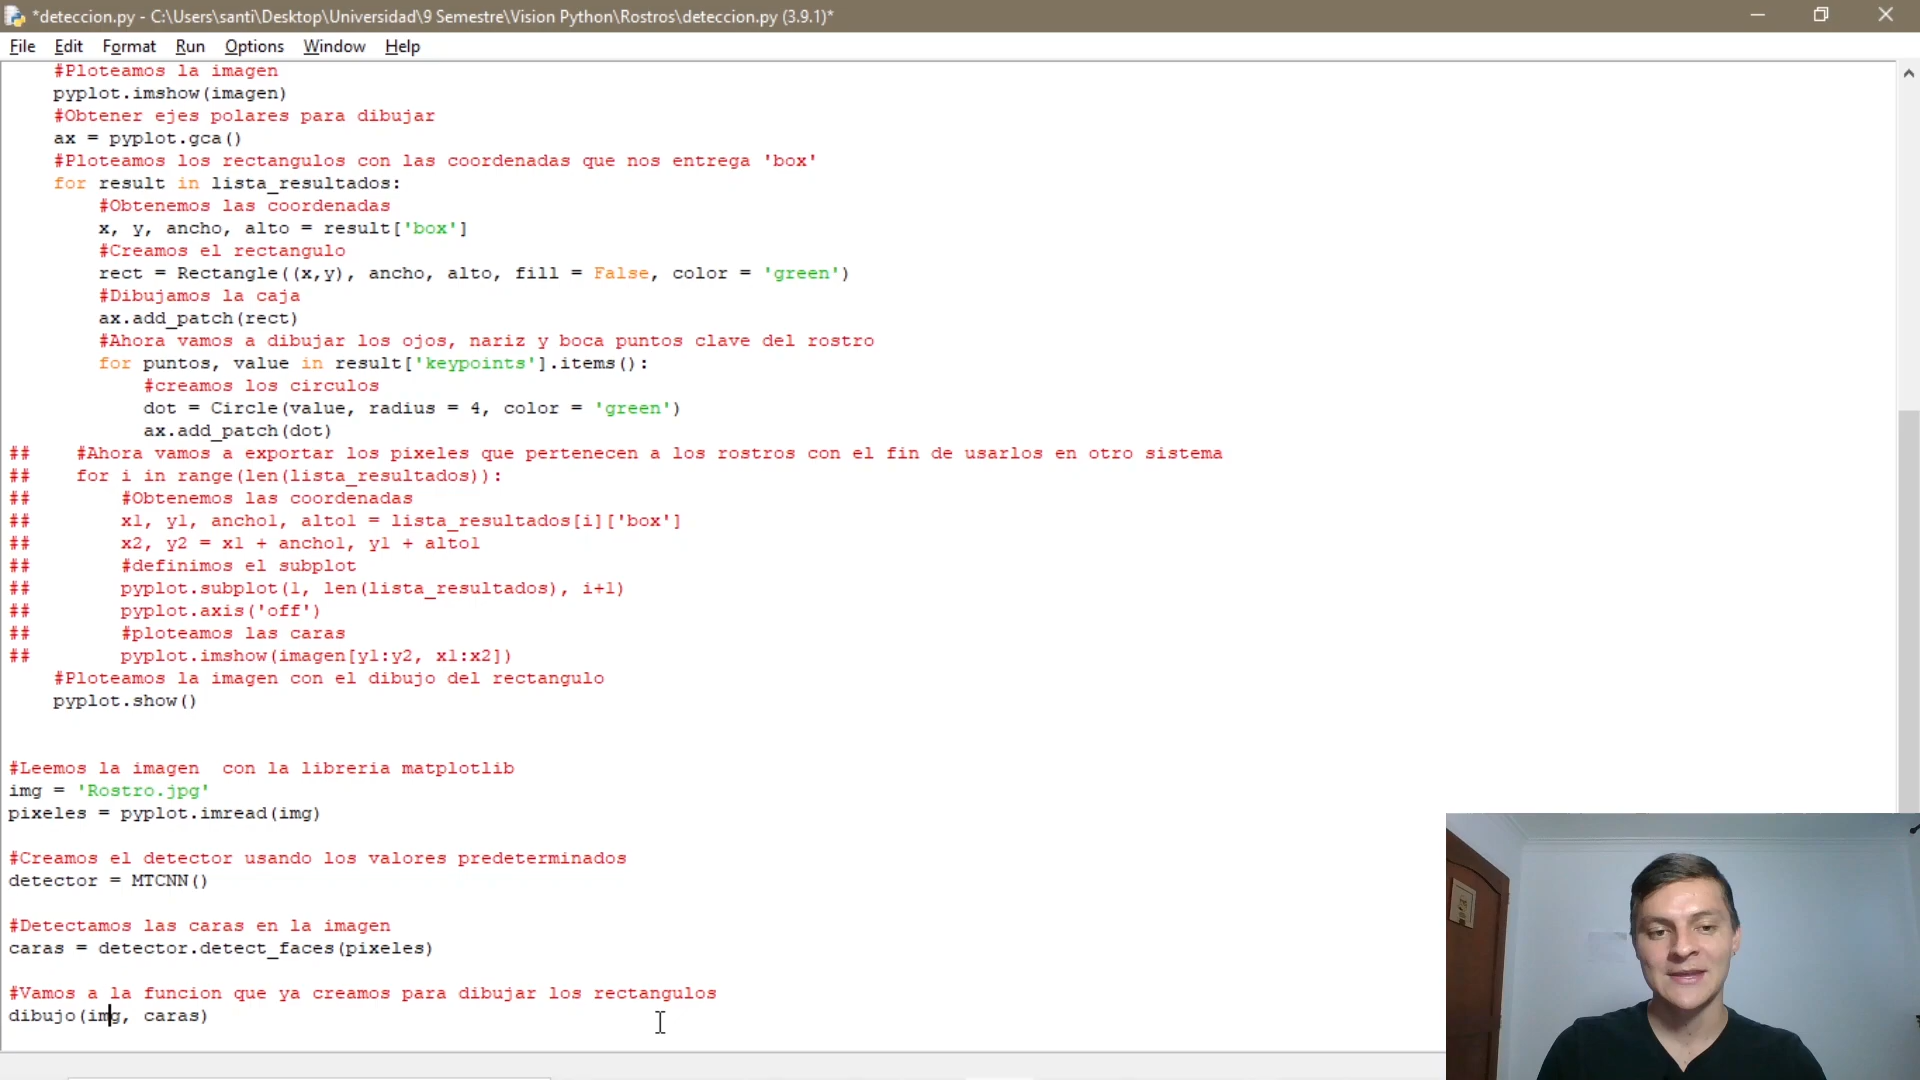 *deteccion.py - C:\Users\santi\Desktop\Universidad\9 Semestre\Vision Python\Rostros\deteccion.py (3.9.1)*
File Edit Format Run Options Window Help
    #Ploteamos la imagen
    pyplot.imshow(imagen)
    #Obtener ejes polares para dibujar
    ax = pyplot.gca()
    #Ploteamos los rectangulos con las coordenadas que nos entrega 'box'
    for result in lista_resultados:
        #Obtenemos las coordenadas
        x, y, ancho, alto = result['box']
        #Creamos el rectangulo
        rect = Rectangle((x,y), ancho, alto, fill = False, color = 'green')
        #Dibujamos la caja
        ax.add_patch(rect)
        #Ahora vamos a dibujar los ojos, nariz y boca puntos clave del rostro
        for puntos, value in result['keypoints'].items():
            #creamos los circulos
            dot = Circle(value, radius = 4, color = 'green')
            ax.add_patch(dot)
##    #Ahora vamos a exportar los pixeles que pertenecen a los rostros con el fin de usarlos en otro sistema
##    for i in range(len(lista_resultados)):
##        #Obtenemos las coordenadas
##        x1, y1, ancho1, alto1 = lista_resultados[i]['box']
##        x2, y2 = x1 + ancho1, y1 + alto1
##        #definimos el subplot
##        pyplot.subplot(1, len(lista_resultados), i+1)
##        pyplot.axis('off')
##        #ploteamos las caras
##        pyplot.imshow(imagen[y1:y2, x1:x2])
    #Ploteamos la imagen con el dibujo del rectangulo
    pyplot.show()
#Leemos la imagen  con la libreria matplotlib
img = 'Rostro.jpg'
pixeles = pyplot.imread(img)
#Creamos el detector usando los valores predeterminados
detector = MTCNN()
#Detectamos las caras en la imagen
caras = detector.detect_faces(pixeles)
#Vamos a la funcion que ya creamos para dibujar los rectangulos
dibujo(img, caras)